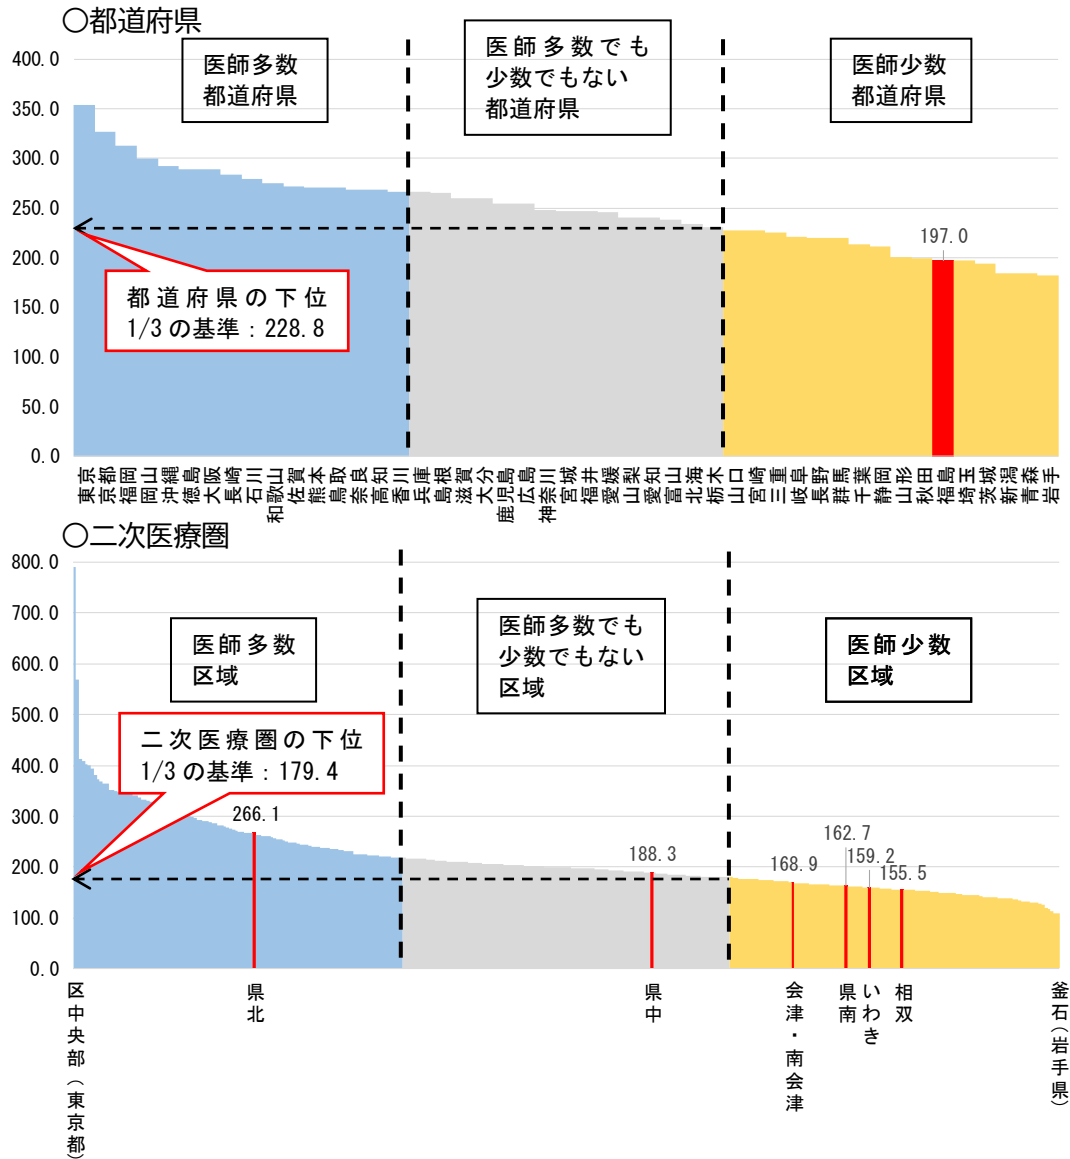 〇都道府県
400.0
350.0
300.0
250.0
200.0
150.0
100.0
50.0
0.0
医師多数
都道府県
医師多数でも
少数でもない
都道府県
医師少数
都道府県
197.0
都道府県の下位
1/3の基準：228.8
東京
京都
福岡
岡山
沖縄
徳島
大阪
長崎
石川
和歌山
佐賀
熊本
鳥取
奈良
高知
香川
兵庫
島根
滋賀
大分
鹿児島
広島
神奈川
宮城
福井
愛媛
山梨
愛知
富山
北海
栃木
山口
宮崎
三重
岐阜
長野
群馬
千葉
静岡
山形
秋田
福島
埼玉
茨城
新潟
青森
岩手
〇二次医療圏
800.0
700.0
600.0
500.0
400.0
300.0
200.0
100.0
0.0
医師多数
区域
医師多数でも
少数でもない
区域
医師少数
区域
二次医療圏の下位
1/3の基準：179.4
266.1
188.3
168.9
162.7
159.2
155.5
区中央部（東京都）
県北
県中
会津・南会津
県南
いわき
相双
釜石（岩手県）